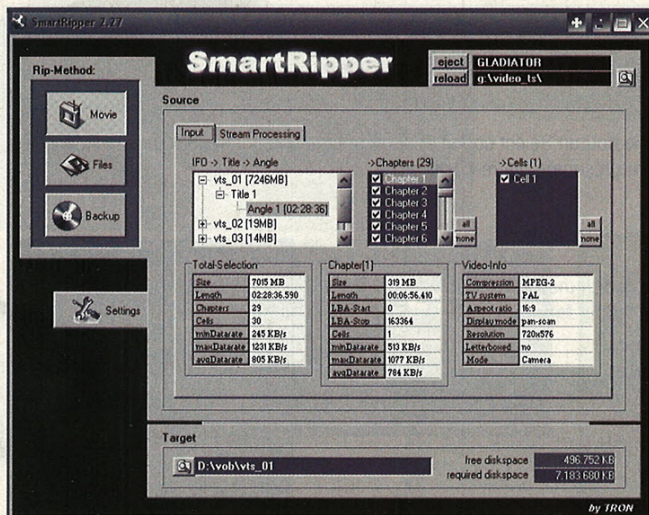 SmartRipper 2.27
SmartRipper
eject GLADIATOR
reload g:\video_ts\
Rip-Method:
Movie
Files
Backup
Settings
Source
Input Stream Processing
IFO -> Title -> Angle
vts_01 [7246MB]
Title 1
Angle 1 [02:28:36]
vts_02 [19MB]
vts_03 [14MB]
->Chapters (29)
Chapter 1
Chapter 2
Chapter 3
Chapter 4
Chapter 5
Chapter 6
all
none
->Cells (1)
Cell 1
all
none
Total-Selection
Size 7015 MB
Length 02:28:36.590
Chapters 29
Cells 30
minDatarate 245 KB/s
maxDatarate 1231 KB/s
avgDatarate 805 KB/s
Chapter[1]
Size 319 MB
Length 00:06:56.410
LBA-Start 0
LBA-Stop 163364
Cells 1
minDatarate 513 KB/s
maxDatarate 1077 KB/s
avgDatarate 784 KB/s
Video-Info
Compression MPEG-2
TV system PAL
Aspect ratio 16:9
Display mode pan-scan
Resolution 720x576
Letterboxed no
Mode Camera
Target
D:\vob\vts_01
free diskspace 496.752 KB
required diskspace 7.183.680 KB
by TRON